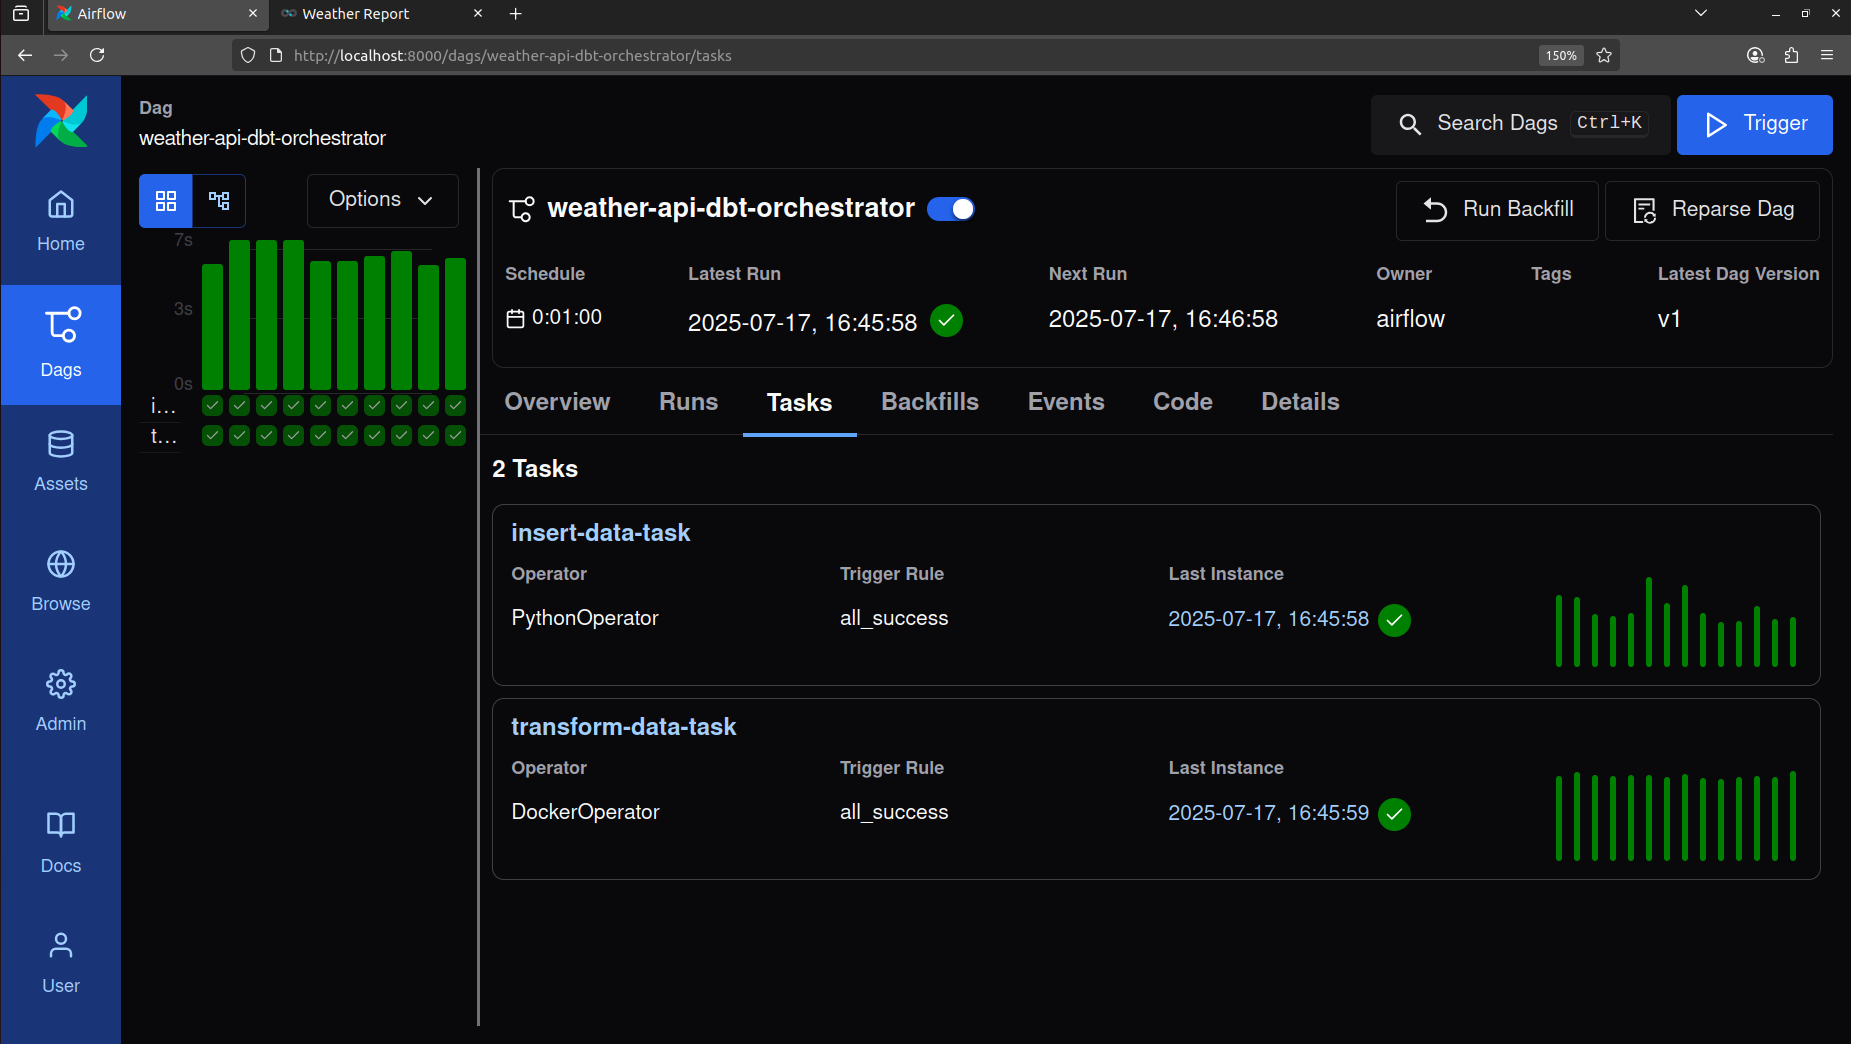 Airflow
Weather Report
http://localhost:8000/dags/weather-api-dbt-orchestrator/tasks
150%
Dag
weather-api-dbt-orchestrator
Search Dags
Ctrl+K
Trigger
Home
Dags
Assets
Browse
Admin
Docs
User
Options
7s
3s
0s
i...
t...
weather-api-dbt-orchestrator
Run Backfill
Reparse Dag
Schedule
Latest Run
Next Run
Owner
Tags
Latest Dag Version
0:01:00
2025-07-17, 16:45:58
2025-07-17, 16:46:58
airflow
v1
Overview
Runs
Tasks
Backfills
Events
Code
Details
2 Tasks
insert-data-task
Operator
Trigger Rule
Last Instance
PythonOperator
all_success
2025-07-17, 16:45:58
transform-data-task
Operator
Trigger Rule
Last Instance
DockerOperator
all_success
2025-07-17, 16:45:59